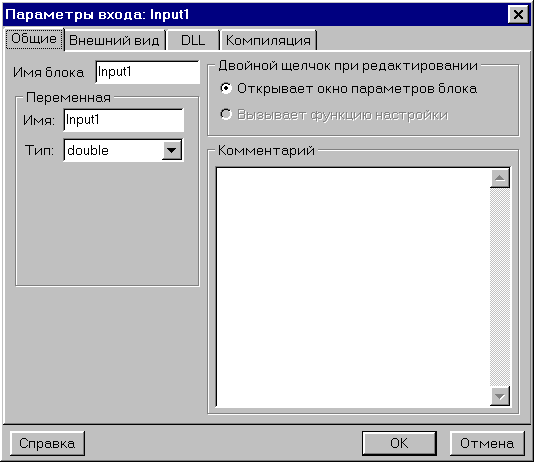 Параметры входа: Input1
Общие Внешний вид DLL Компиляция
Имя блока Input1
Переменная
Имя: Input1
Тип: double
Двойной щелчок при редактировании
Открывает окно параметров блока
Вызывает функцию настройки
Комментарий
Справка OK Отмена